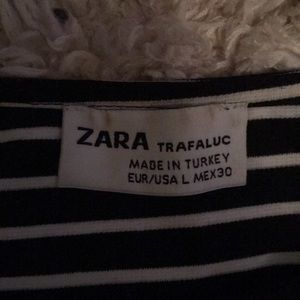 ZARA TRAFALUC
MADE IN TURKEY
EUR/USA L MEX30